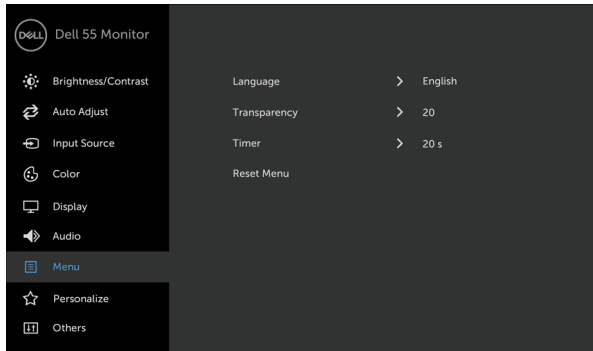 DELL Dell 55 Monitor
Brightness/Contrast
Auto Adjust
Input Source
Color
Display
Audio
Menu
Personalize
Others
Language > English
Transparency > 20
Timer > 20 s
Reset Menu